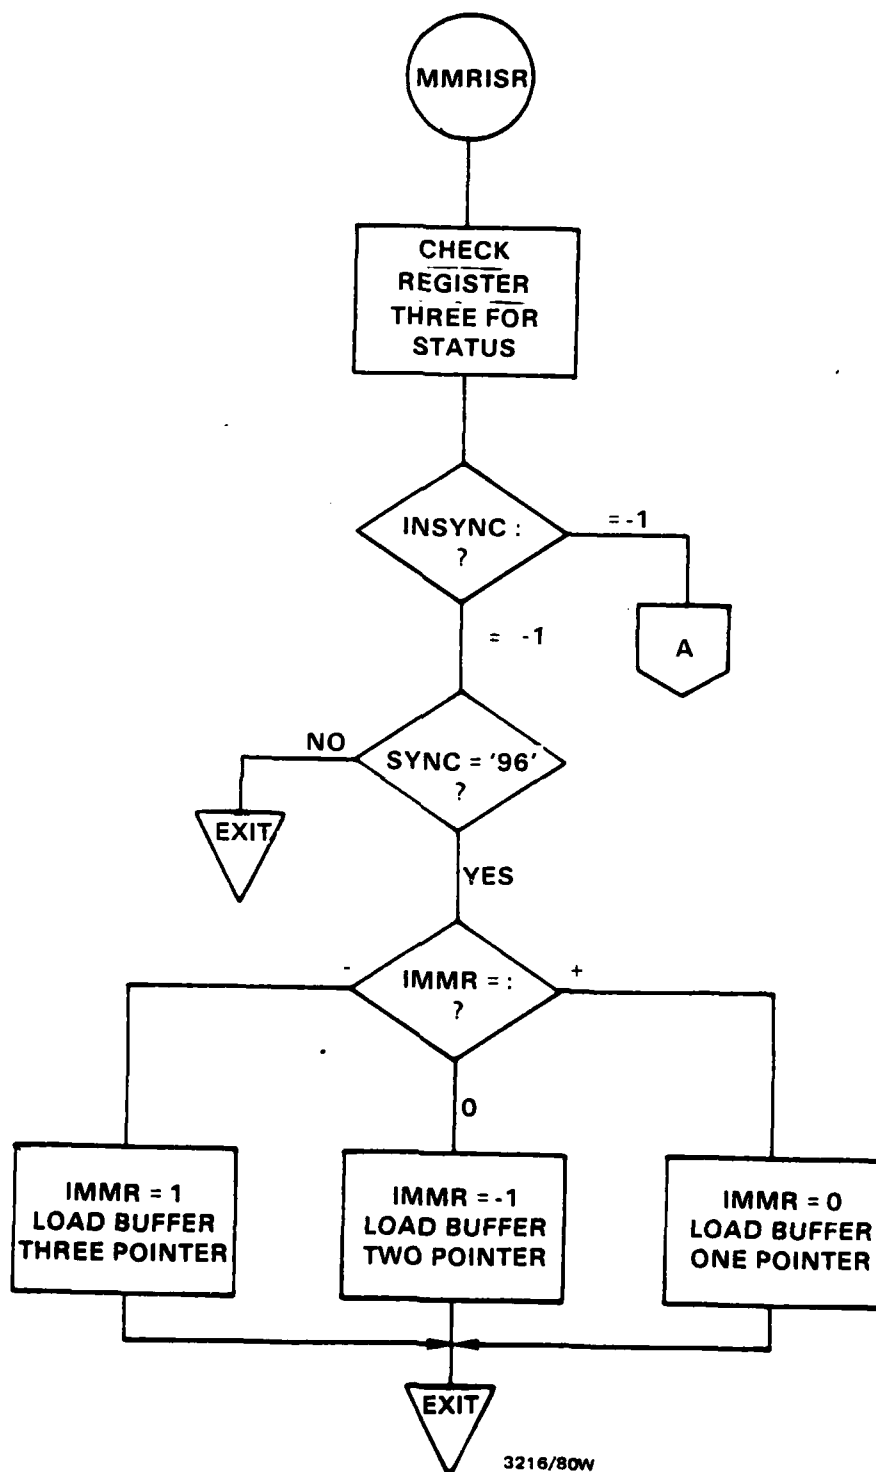 MMRISR
CHECK
REGISTER
THREE FOR
STATUS
INSYNC :
?
=-1
= -1
A
SYNC = '96'
?
NO
EXIT
YES
IMMR = :
?
-
+
0
IMMR = 1
LOAD BUFFER
THREE POINTER
IMMR = -1
LOAD BUFFER
TWO POINTER
IMMR = 0
LOAD BUFFER
ONE POINTER
EXIT
3216/80W